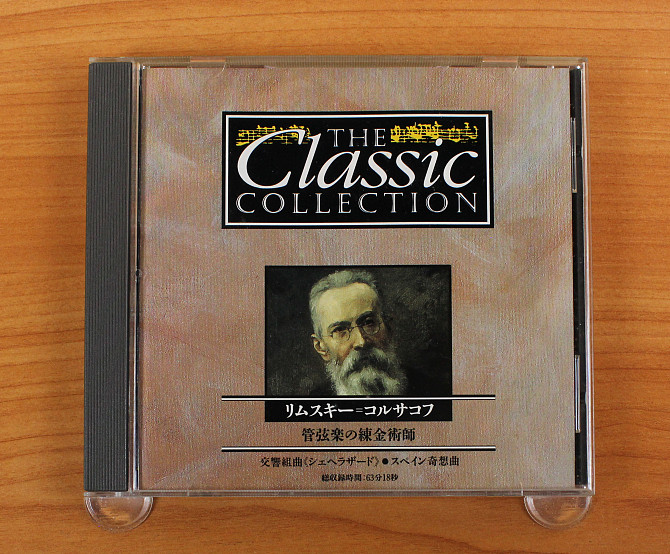 THE
Classic
COLLECTION
リムスキー=コルサコフ
管弦楽の錬金術師
交響組曲《シェヘラザード》● スペイン奇想曲
総収録時間:63分18秒